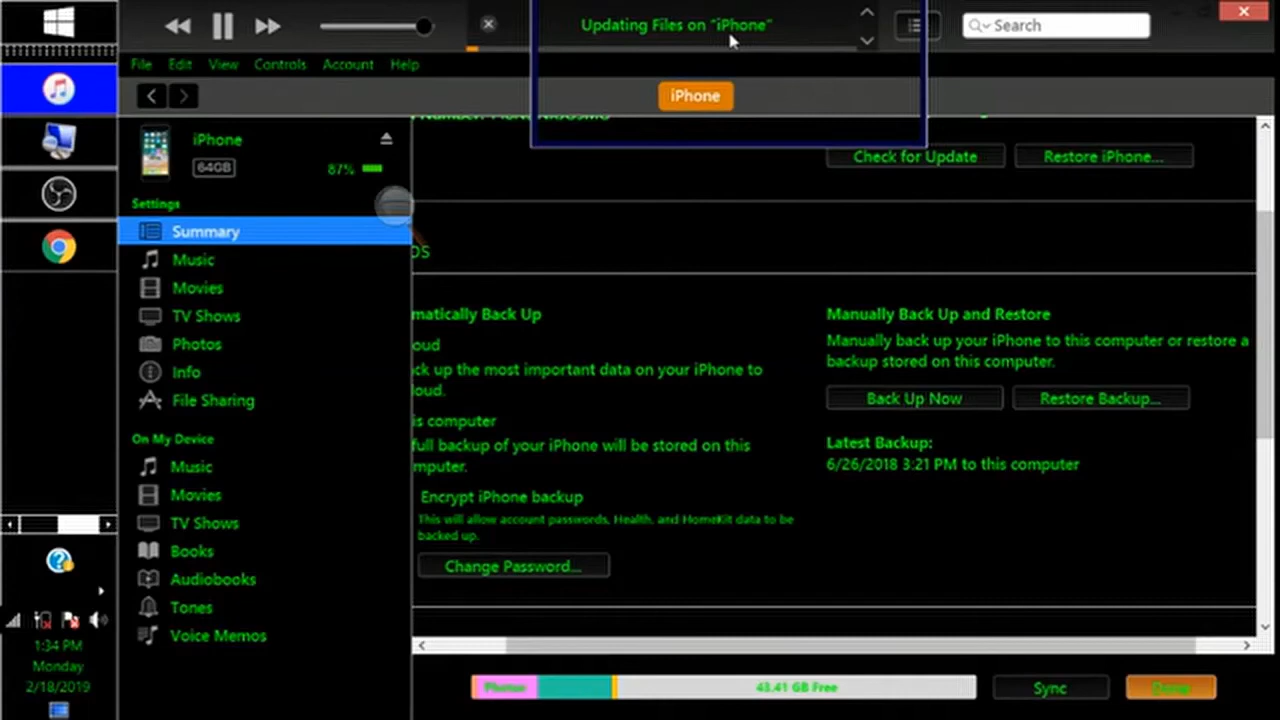 Updating Files on "iPhone"
Search
File Edit View Controls Account Help
iPhone
iPhone
64GB
87%
Check for Update
Restore iPhone...
Settings
Summary
Music
Movies
TV Shows
Photos
Info
File Sharing
On My Device
Music
Movies
TV Shows
Books
Audiobooks
Tones
Voice Memos
OS
matically Back Up
oud
ck up the most important data on your iPhone to
oud.
is computer
full backup of your iPhone will be stored on this
mputer.
Encrypt iPhone backup
This will allow account passwords, Health, and HomeKit data to be
backed up.
Change Password...
Manually Back Up and Restore
Manually back up your iPhone to this computer or restore a
backup stored on this computer.
Back Up Now
Restore Backup...
Latest Backup:
6/26/2018 3:21 PM to this computer
Photos
43.41 GB Free
Sync
Done
1:34 PM
Monday
2/18/2019